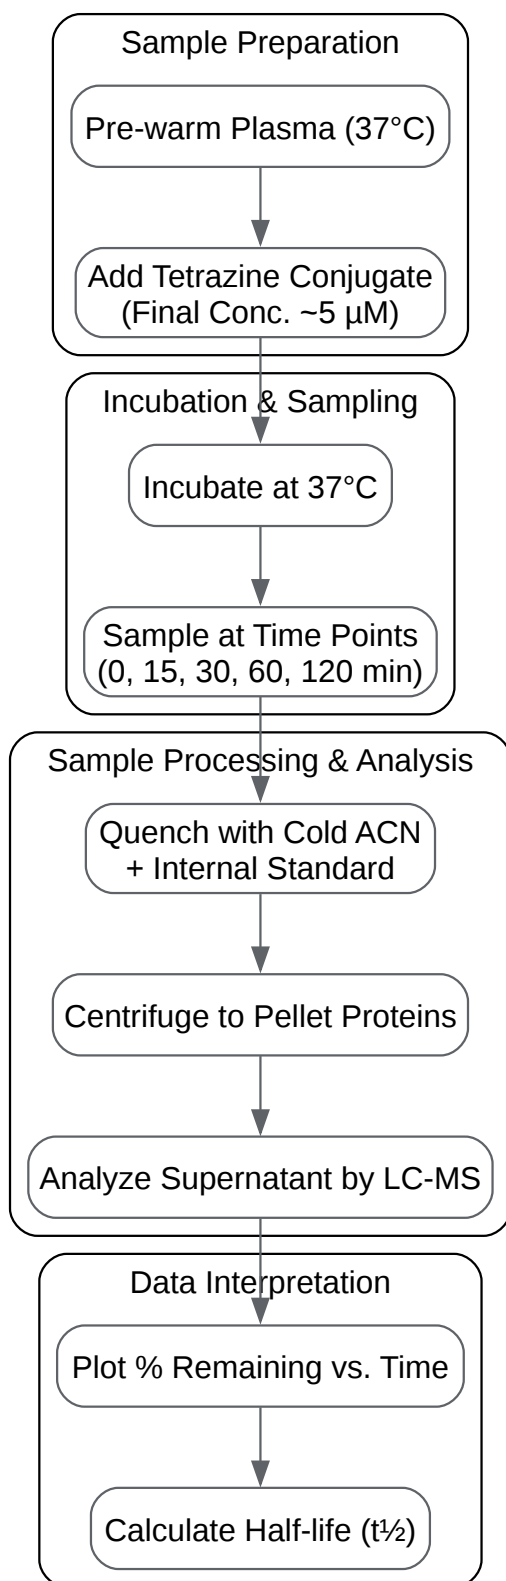 Sample Preparation
Pre-warm Plasma (37°C)
Add Tetrazine Conjugate
(Final Conc. ~5 µM)
Incubation & Sampling
Incubate at 37°C
Sample at Time Points
(0, 15, 30, 60, 120 min)
Sample Processing & Analysis
Quench with Cold ACN
+ Internal Standard
Centrifuge to Pellet Proteins
Analyze Supernatant by LC-MS
Data Interpretation
Plot % Remaining vs. Time
Calculate Half-life (t½)